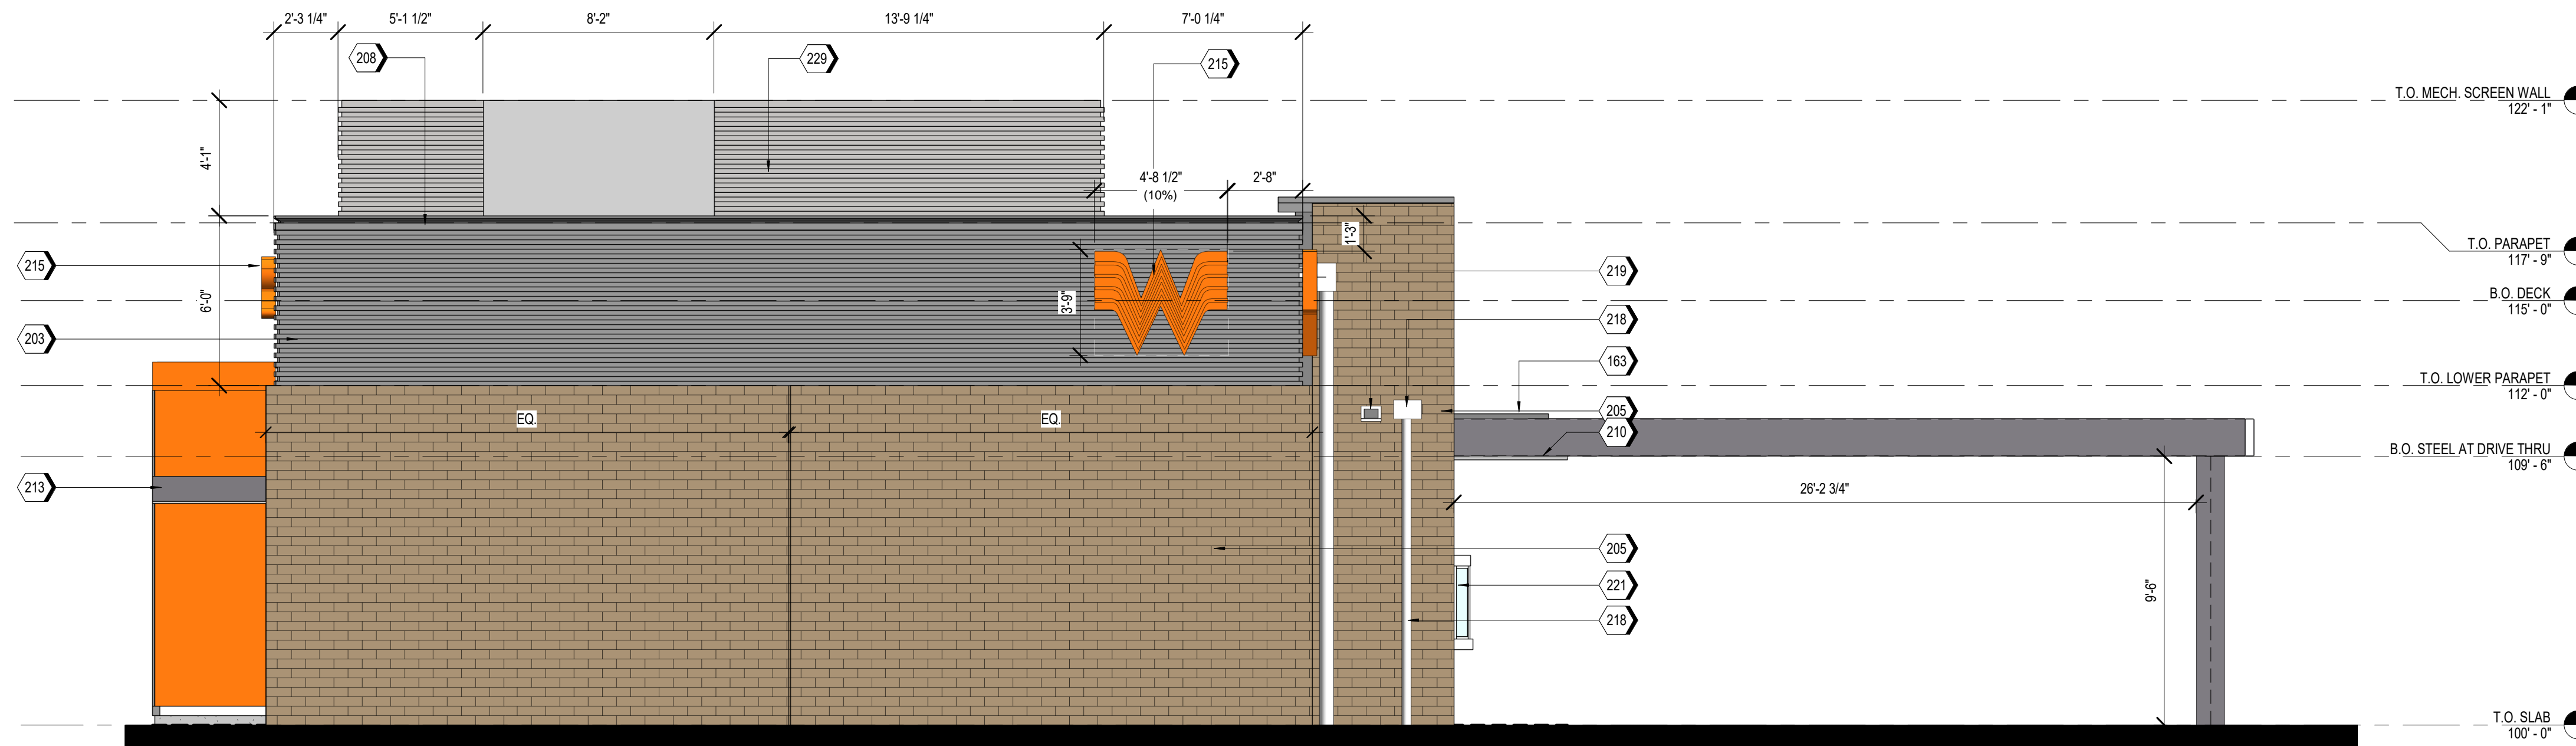 2'-3 1/4" 5'-1 1/2" 8'-2" 13'-9 1/4" 7'-0 1/4"
208
229
215
T.O. MECH. SCREEN WALL
122' - 1"
4'-1"
4'-8 1/2"
(10%)
2'-8"
1'-3"
T.O. PARAPET
117' - 9"
215
219
6'-0"
3'-9"
B.O. DECK
115' - 0"
218
203
163
T.O. LOWER PARAPET
112' - 0"
EQ.
EQ.
205
210
B.O. STEEL AT DRIVE THRU
109' - 6"
213
26'-2 3/4"
205
221
9'-6"
218
T.O. SLAB
100' - 0"